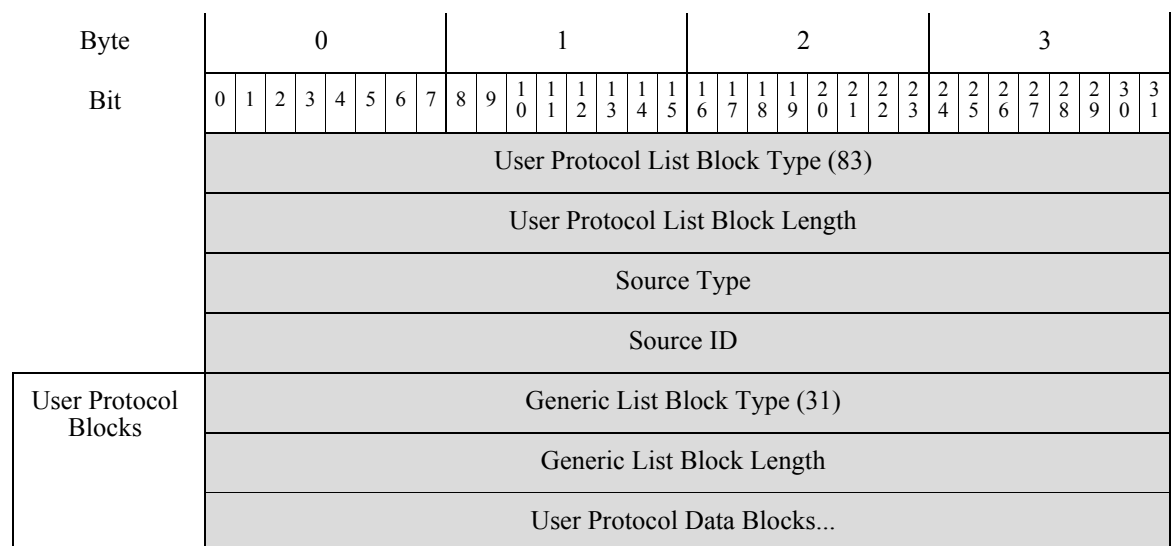 Byte 0 1 2 3
Bit 0 1 2 3 4 5 6 7 8 9 10 11 12 13 14 15 16 17 18 19 20 21 22 23 24 25 26 27 28 29 30 31
User Protocol List Block Type (83)
User Protocol List Block Length
Source Type
Source ID
User Protocol
Blocks
Generic List Block Type (31)
Generic List Block Length
User Protocol Data Blocks...